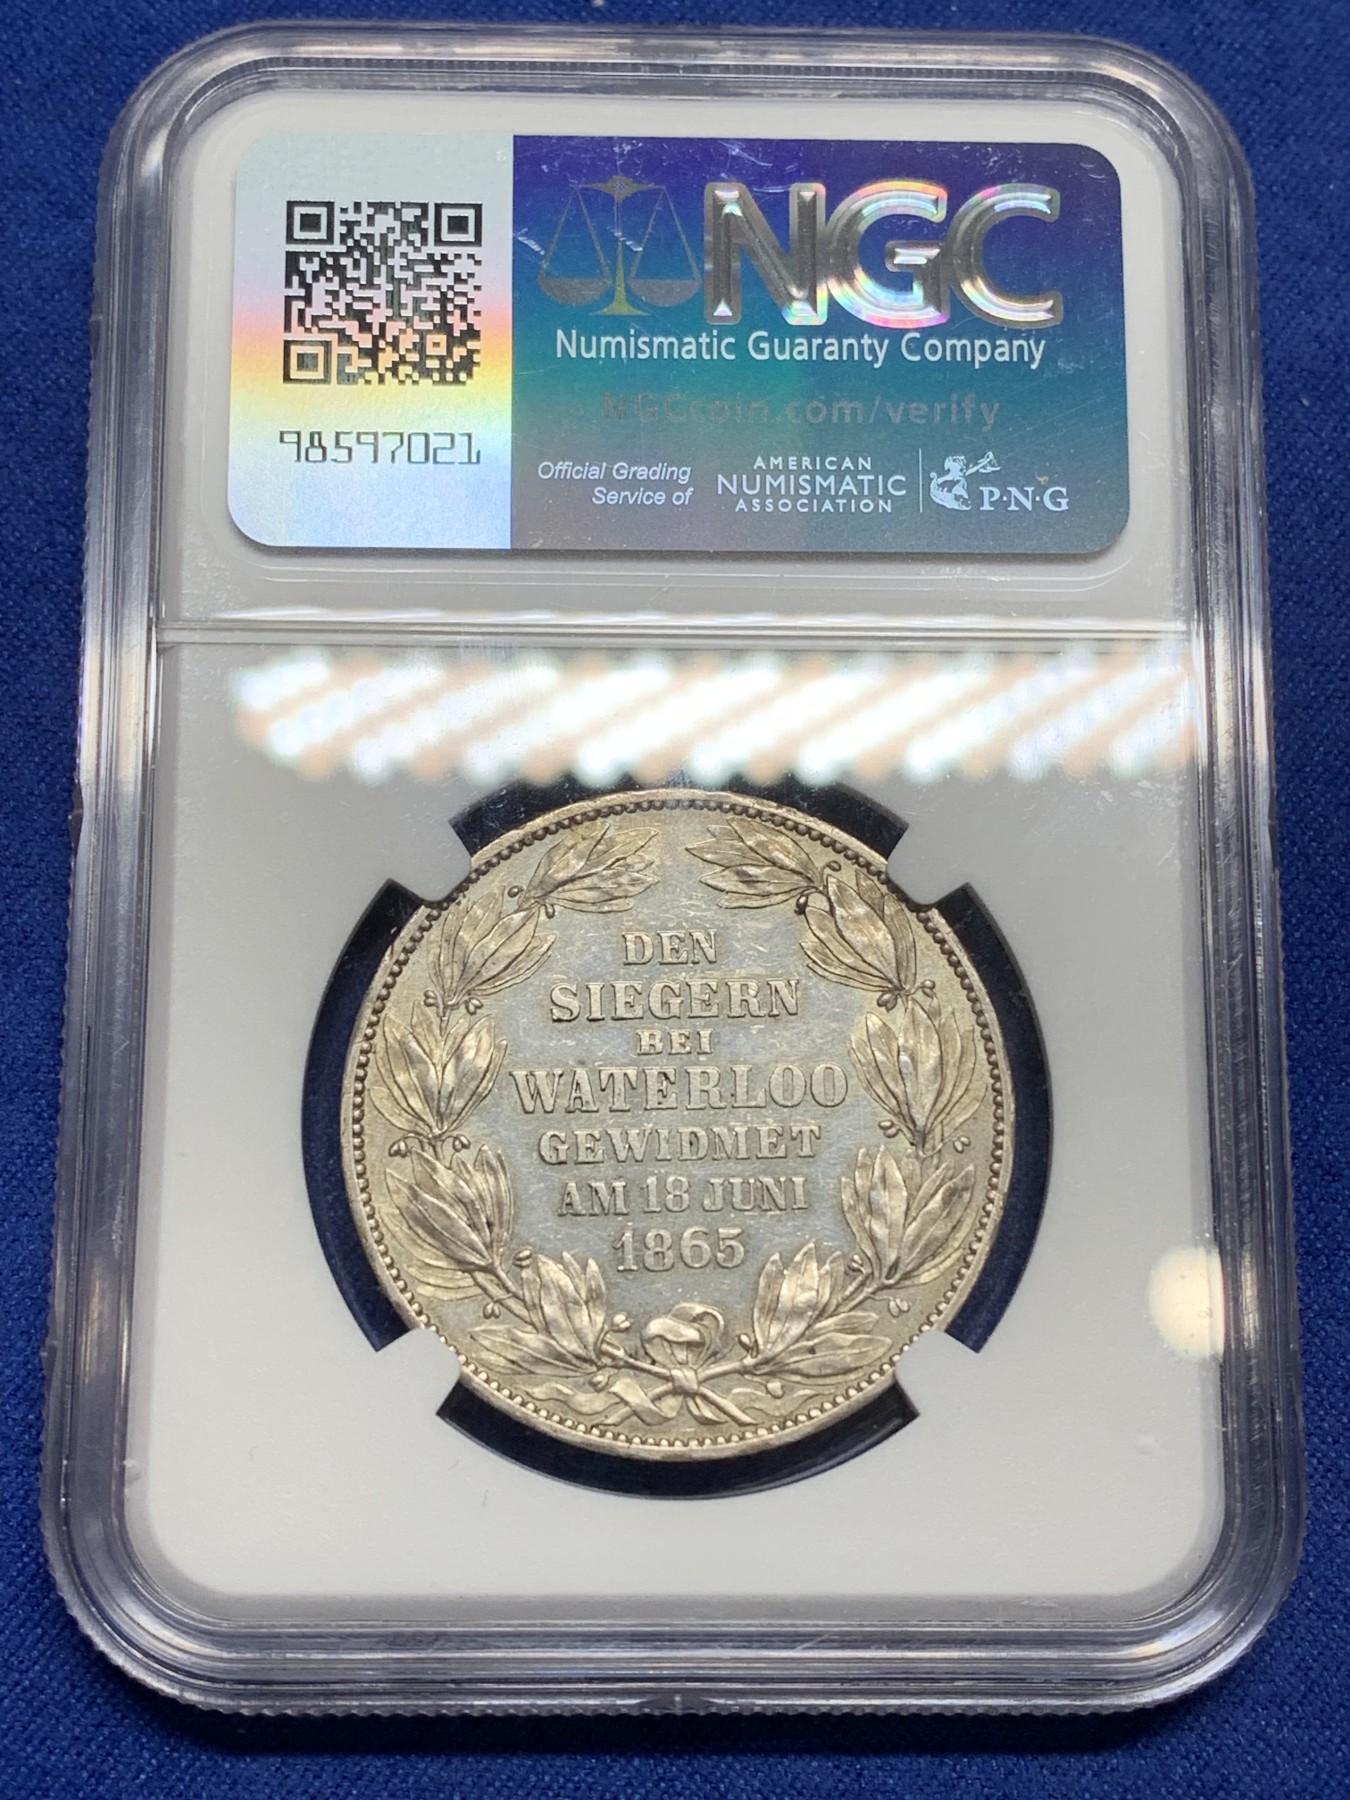 NGC
Numismatic Guaranty Company
NGCcoin.com/verify
98597021
Official Grading
Service of
AMERICAN
NUMISMATIC
ASSOCIATION
P·N·G
DEN
SIEGERN
BEI
WATERLOO
GEWIDMET
AM 18 JUNI
1865